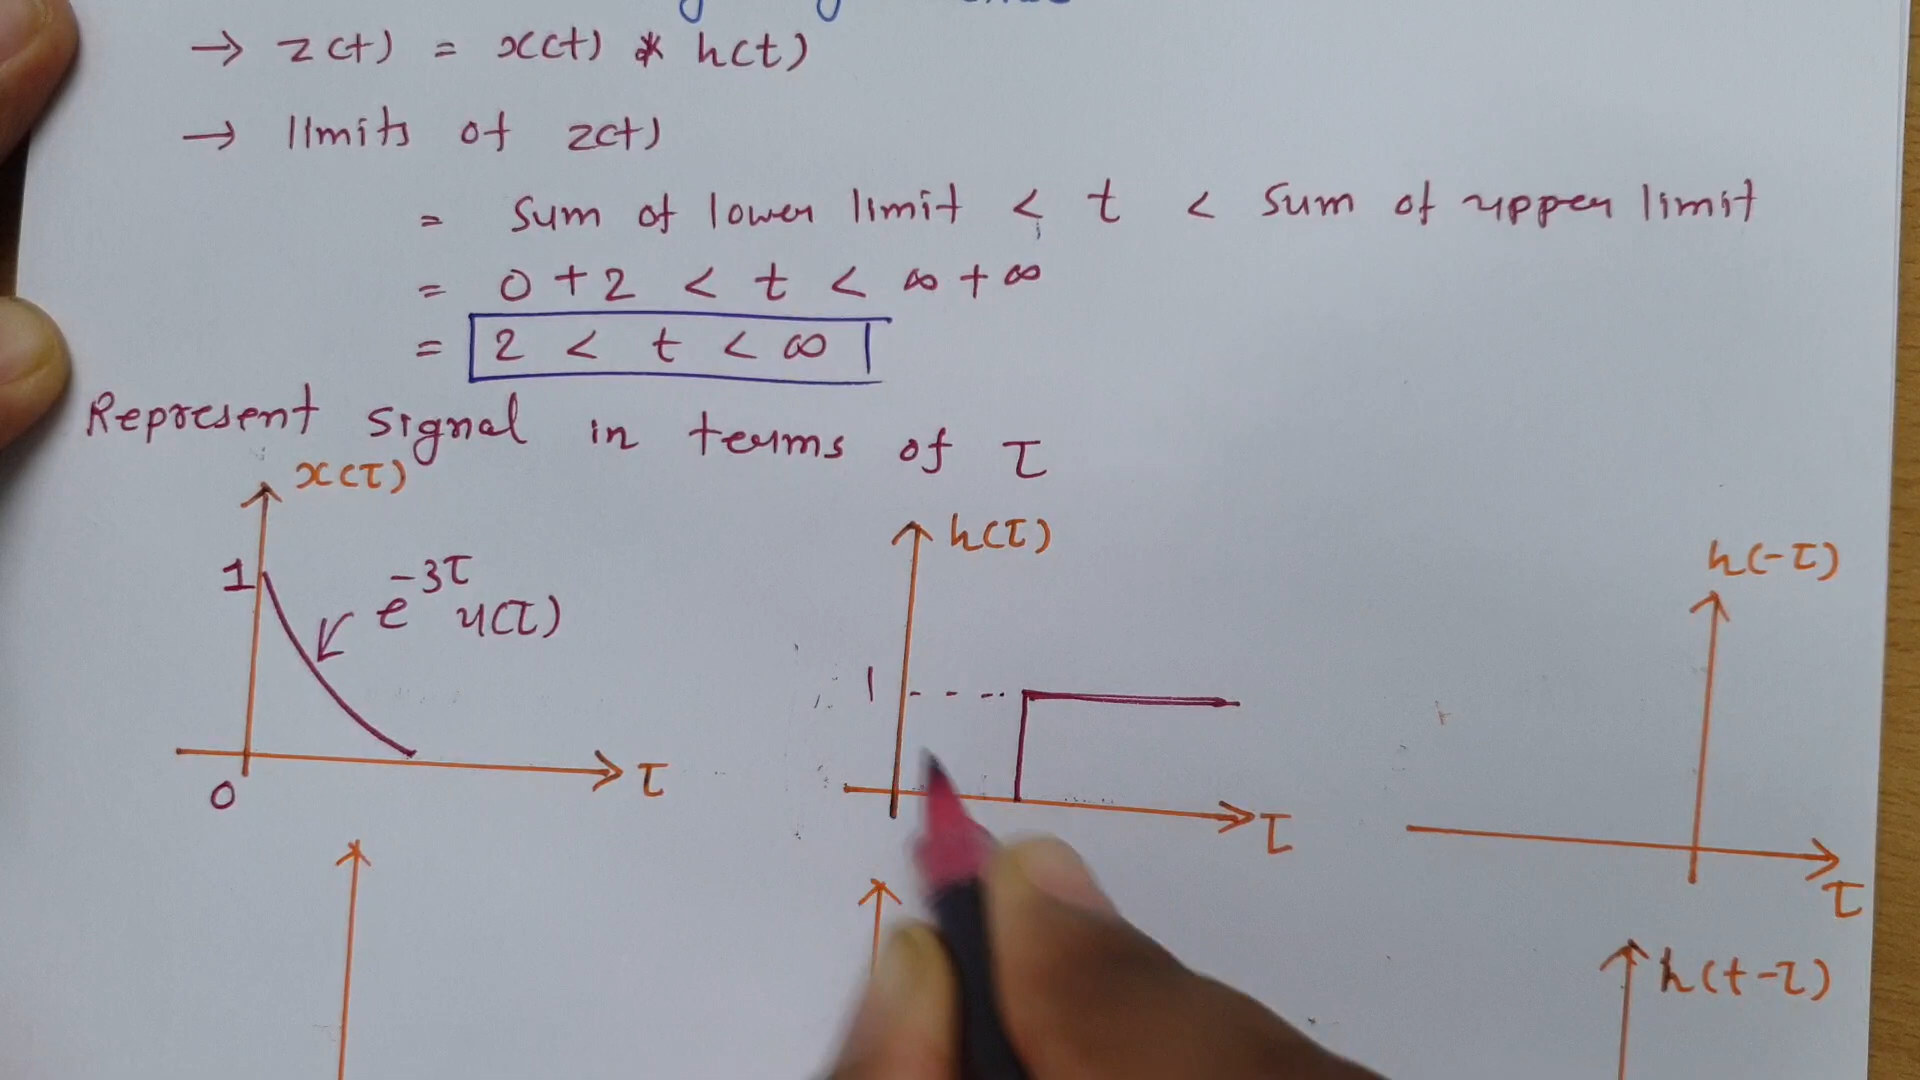 → z(t) = x(t) * h(t)
→ limits of z(t)
= Sum of lower limit < t < Sum of upper limit
= 0 + 2 < t < ∞ + ∞
= 2 < t < ∞
Represent signal in terms of τ
x(τ)
1
e^{-3τ} u(τ)
0
τ
h(τ)
1
τ
h(-τ)
τ
h(t-τ)